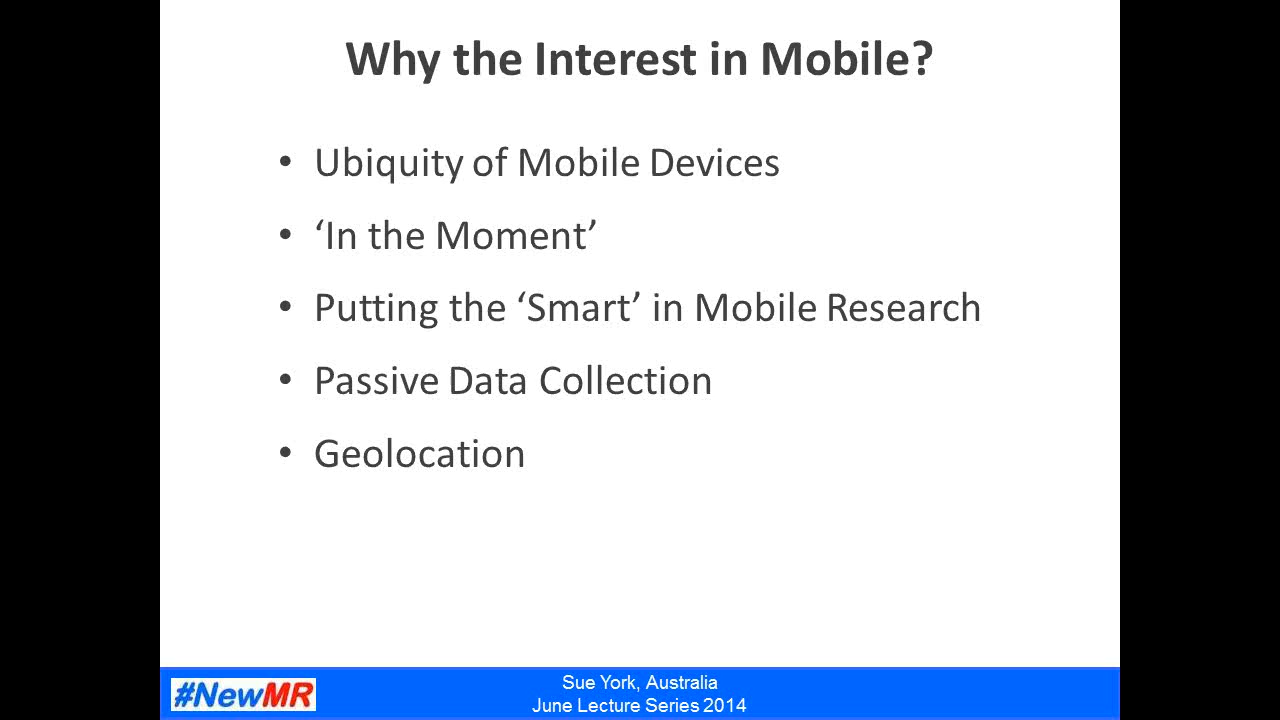 Why the Interest in Mobile?
• Ubiquity of Mobile Devices
• ‘In the Moment’
• Putting the ‘Smart’ in Mobile Research
• Passive Data Collection
• Geolocation
#NewMR
Sue York, Australia
June Lecture Series 2014